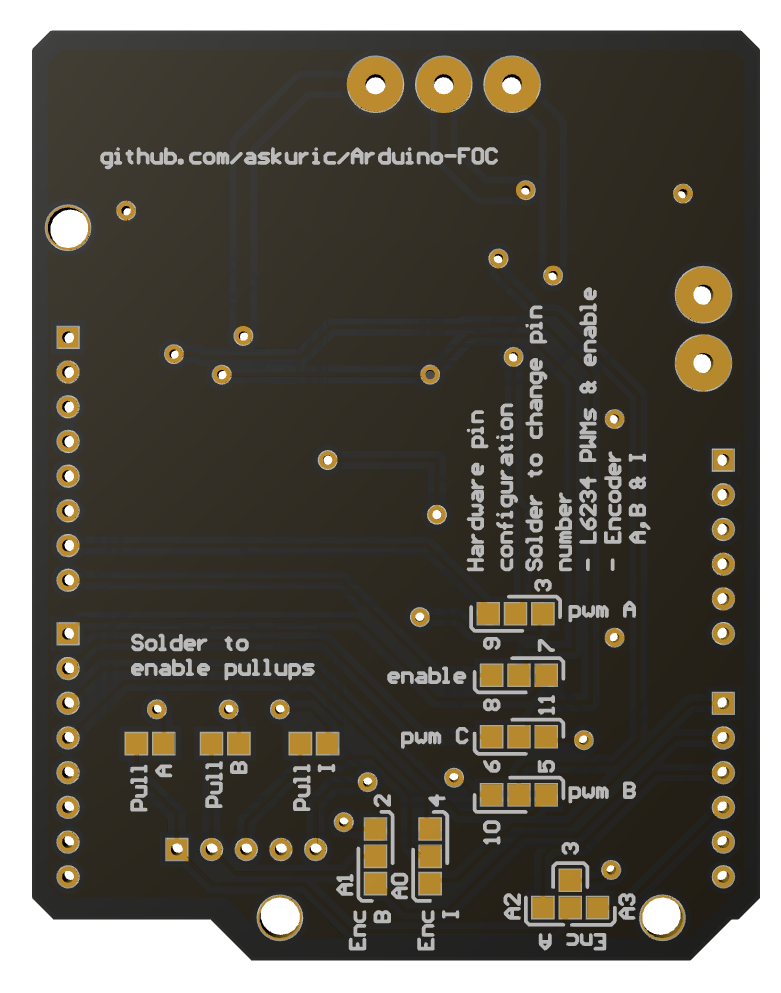 github.com/askuric/Arduino-FOC
Hardware pin
configuration
Solder to change pin
number
- L6234 PWMs & enable
- Encoder
A,B & I
3
pwm A
9
Solder to
enable pullups
7
enable
8
11
pwm C
6
5
pwm B
10
Pull
A
Pull
B
Pull
I
2
4
A1
A0
Enc
B
Enc
I
3
A2
A3
Enc
A